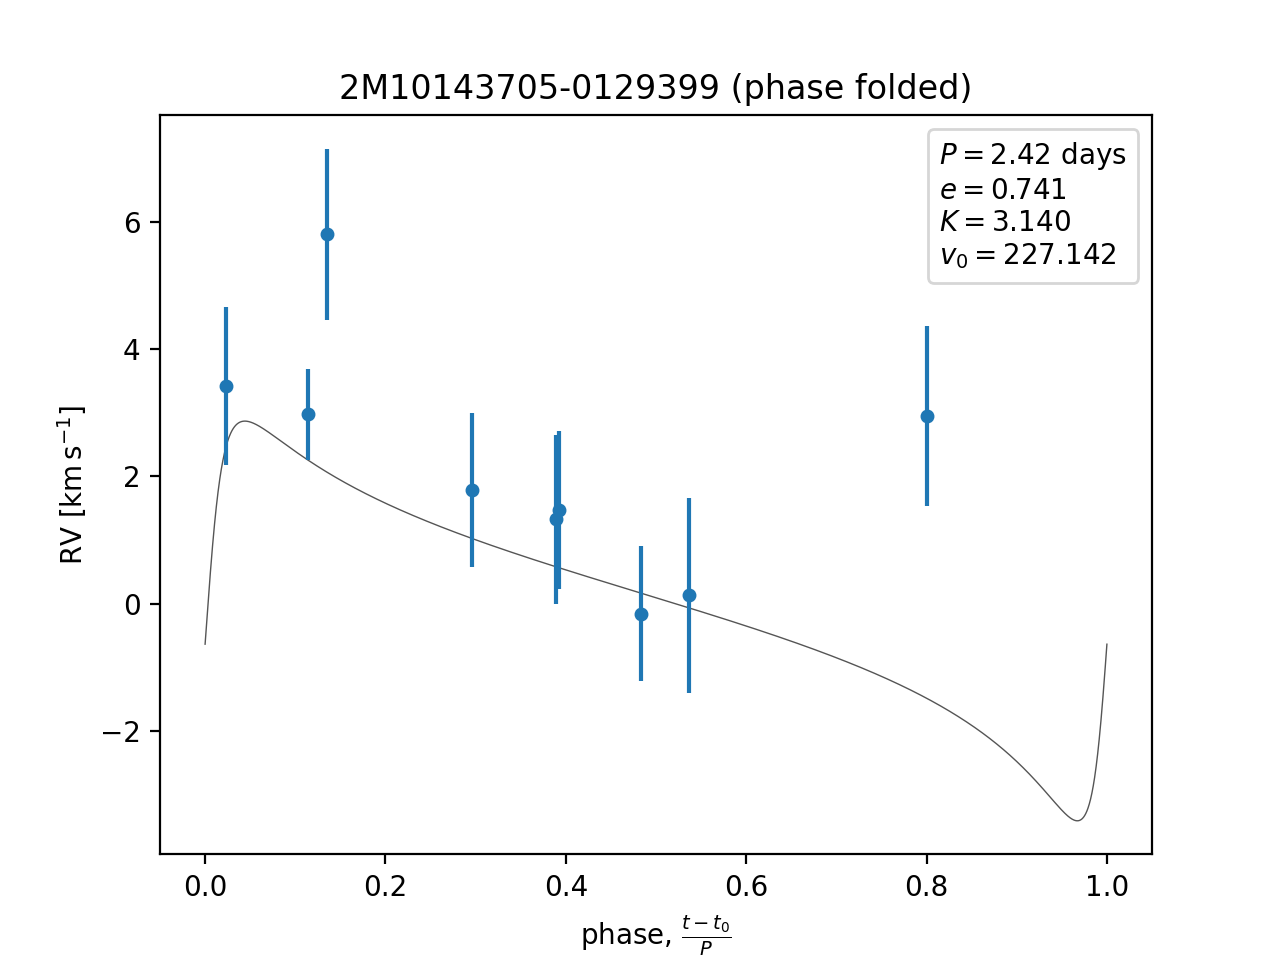 2M10143705-0129399 (phase folded)
P = 2.42 days
e = 0.741
K = 3.140
v₀ = 227.142
RV [km s⁻¹]
6
4
2
0
−2
0.0 0.2 0.4 0.6 0.8 1.0
phase, (t − t₀)/P